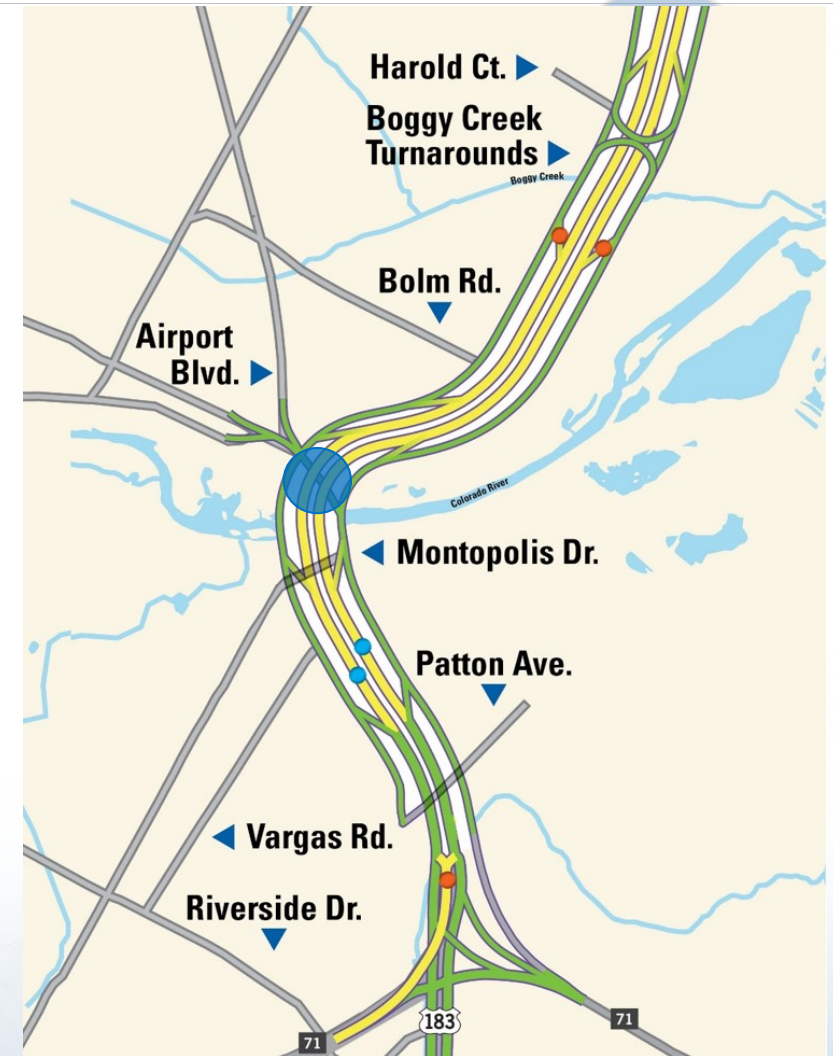 Harold Ct.
Boggy Creek
Turnarounds
Boggy Creek
Bolm Rd.
Airport
Blvd.
Colorado River
Montopolis Dr.
Patton Ave.
Vargas Rd.
Riverside Dr.
183
71
71